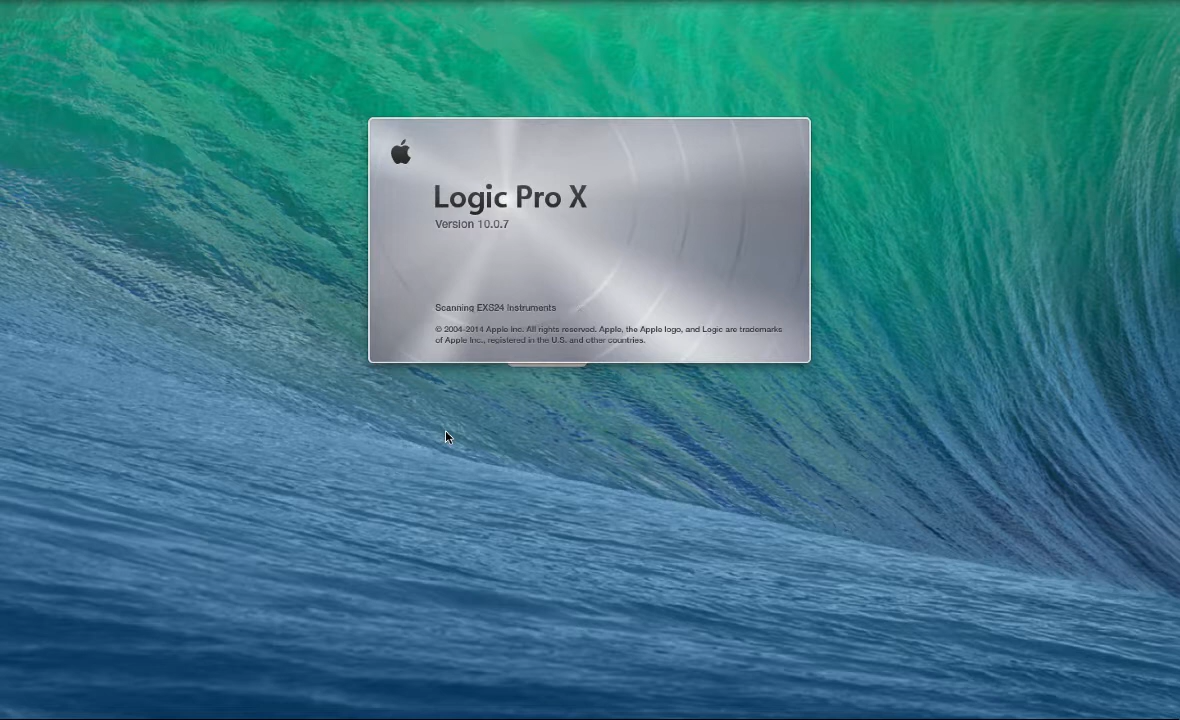 Logic Pro X
Version 10.0.7
Scanning EXS24 Instruments
© 2004-2014 Apple Inc. All rights reserved. Apple, the Apple logo, and Logic are trademarks
of Apple Inc., registered in the U.S. and other countries.